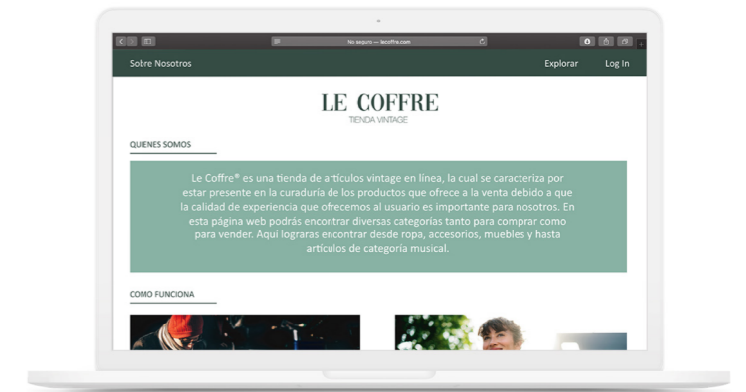 No seguro — lecoffre.com
Sotre Nosotros
Explorar
Log In
LE COFFRE
TIENDA VINTAGE
QUIENES SOMOS
Le Coffre® es una tienda de artículos vintage en línea, la cual se caracteriza por
estar presente en la curaduría de los productos que ofrece a la venta debido a que
la calidad de experiencia que ofrecemos al usuario es importante para nosotros. En
esta página web podrás encontrar diversas categorías tanto para comprar como
para vender. Aquí lograras encontrar desde ropa, accesorios, muebles y hasta
artículos de categoría musical.
COMO FUNCIONA